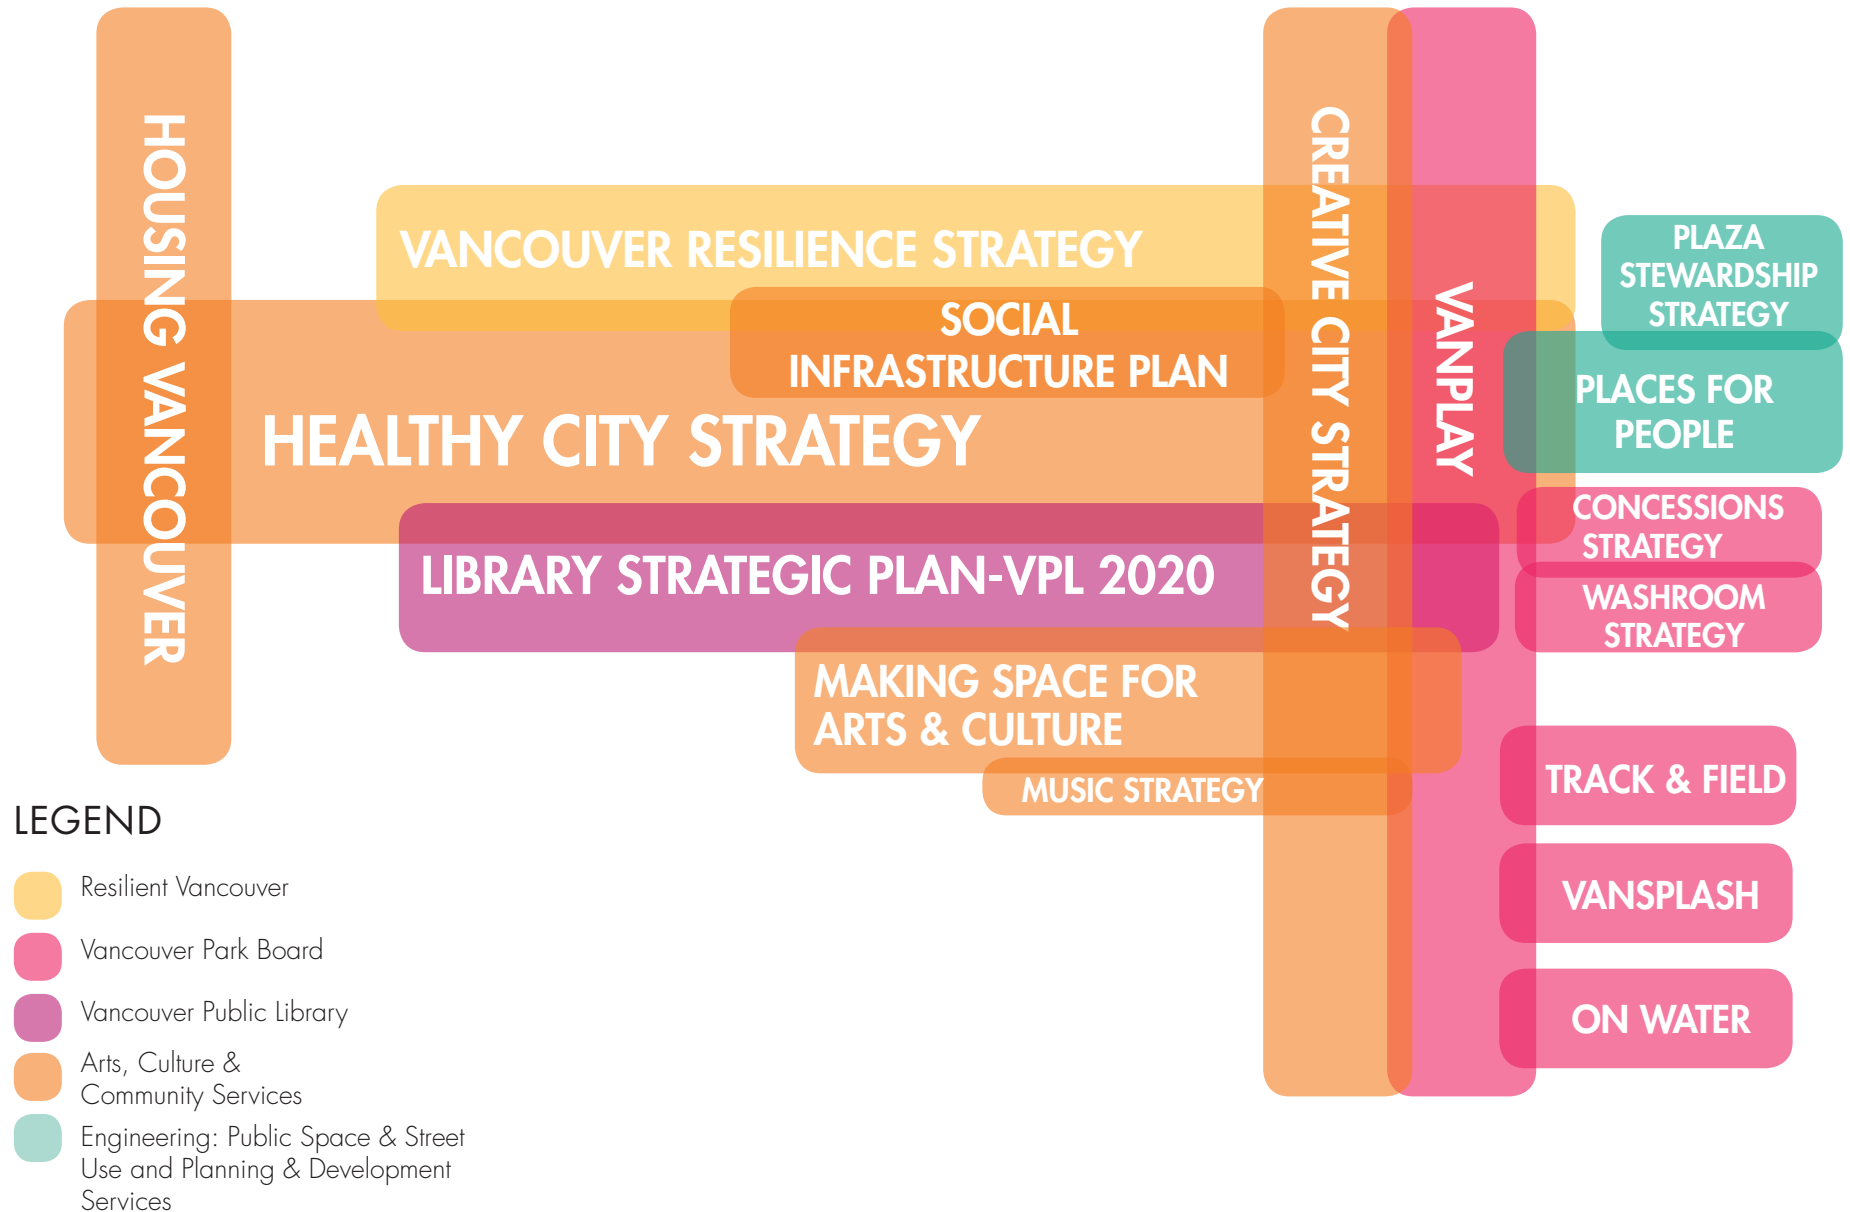 HOUSING VANCOUVER
CREATIVE CITY STRATEGY
VANPLAY
VANCOUVER RESILIENCE STRATEGY
SOCIAL
INFRASTRUCTURE PLAN
HEALTHY CITY STRATEGY
LIBRARY STRATEGIC PLAN-VPL 2020
MAKING SPACE FOR
ARTS & CULTURE
MUSIC STRATEGY
PLAZA
STEWARDSHIP
STRATEGY
PLACES FOR
PEOPLE
CONCESSIONS
STRATEGY
WASHROOM
STRATEGY
TRACK & FIELD
VANSPLASH
ON WATER
LEGEND
Resilient Vancouver
Vancouver Park Board
Vancouver Public Library
Arts, Culture &
Community Services
Engineering: Public Space & Street
Use and Planning & Development
Services